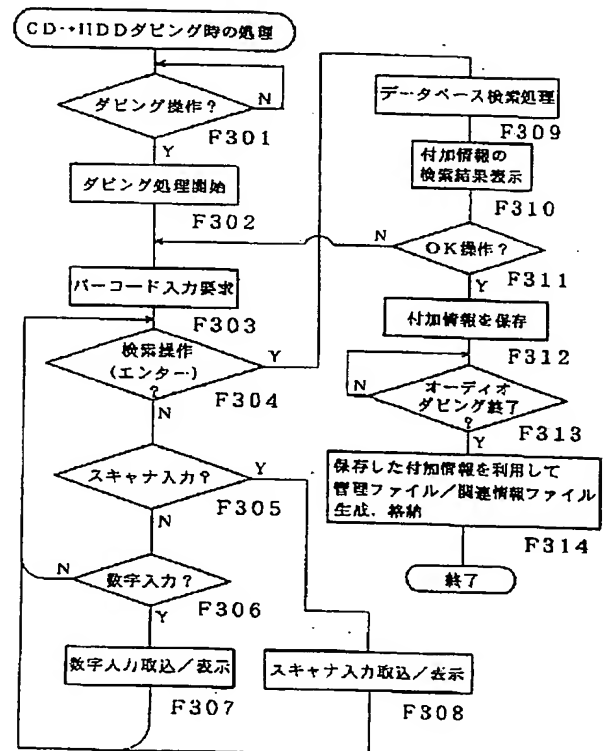 CD→HDDダビング時の処理
ダビング操作?
N
F301
Y
ダビング処理開始
F302
バーコード入力要求
F303
検索操作
(エンター)
?
Y
F304
N
スキャナ入力?
Y
F305
N
数字入力?
N
F306
Y
数字入力取込/表示
F307
スキャナ入力取込/表示
F308
データベース検索処理
F309
付加情報の
検索結果表示
F310
OK操作?
N
F311
Y
付加情報を保存
F312
オーディオ
ダビング終了
?
N
F313
Y
保存した付加情報を利用して
管理ファイル/関連情報ファイル
生成、格納
F314
終了